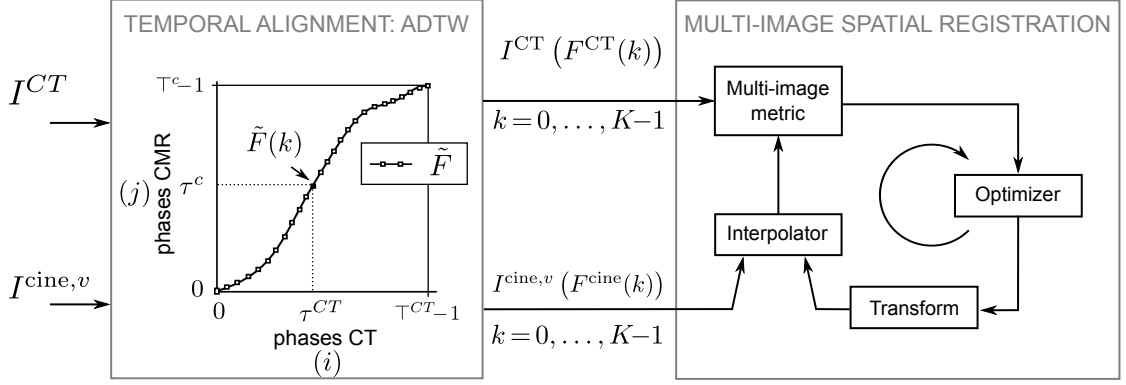 TEMPORAL ALIGNMENT: ADTW
I^{CT}
I^{cine,v}
⊤^c−1
τ^c
0
(j)
phases CMR
F̃(k)
F̃
0
τ^{CT}
⊤^{CT}−1
phases CT
(i)
I^{CT} (F^{CT}(k))
k=0,…,K−1
I^{cine,v} (F^{cine}(k))
k=0,…,K−1
MULTI-IMAGE SPATIAL REGISTRATION
Multi-image
metric
Optimizer
Interpolator
Transform